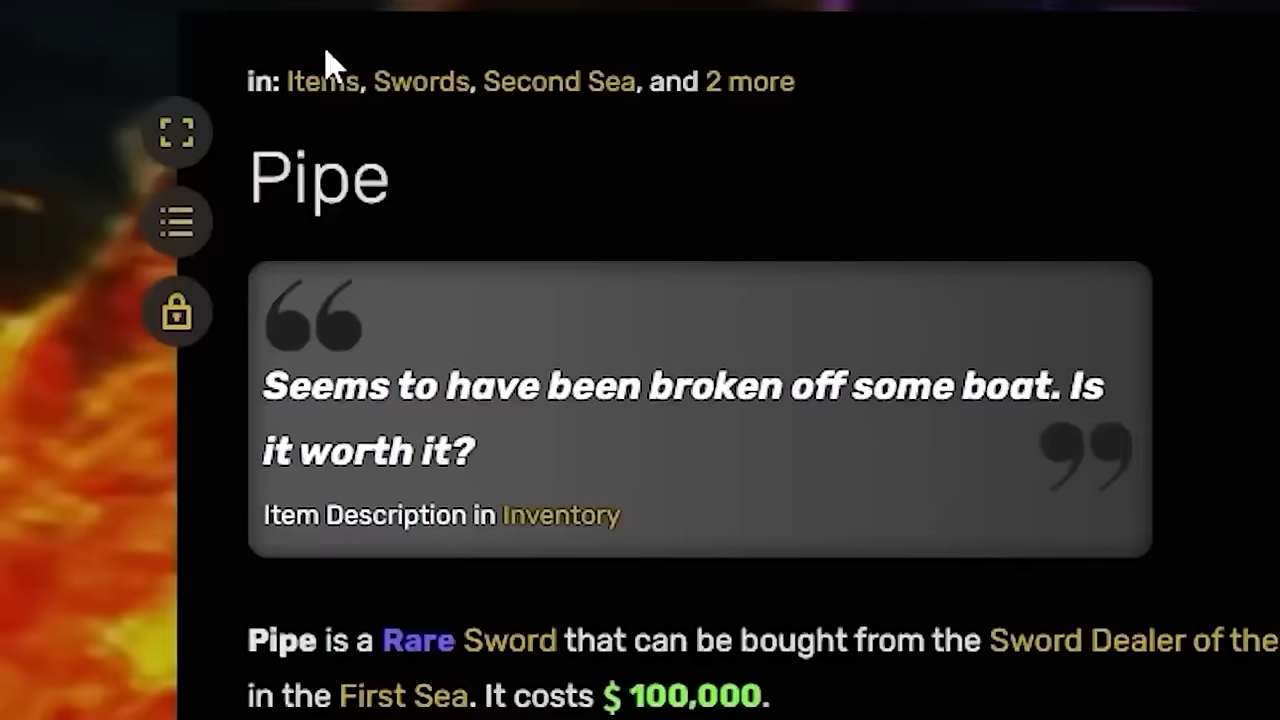 in: Items, Swords, Second Sea, and 2 more
Pipe
Seems to have been broken off some boat. Is
it worth it?
Item Description in Inventory
Pipe is a Rare Sword that can be bought from the Sword Dealer of the
in the First Sea. It costs $ 100,000.